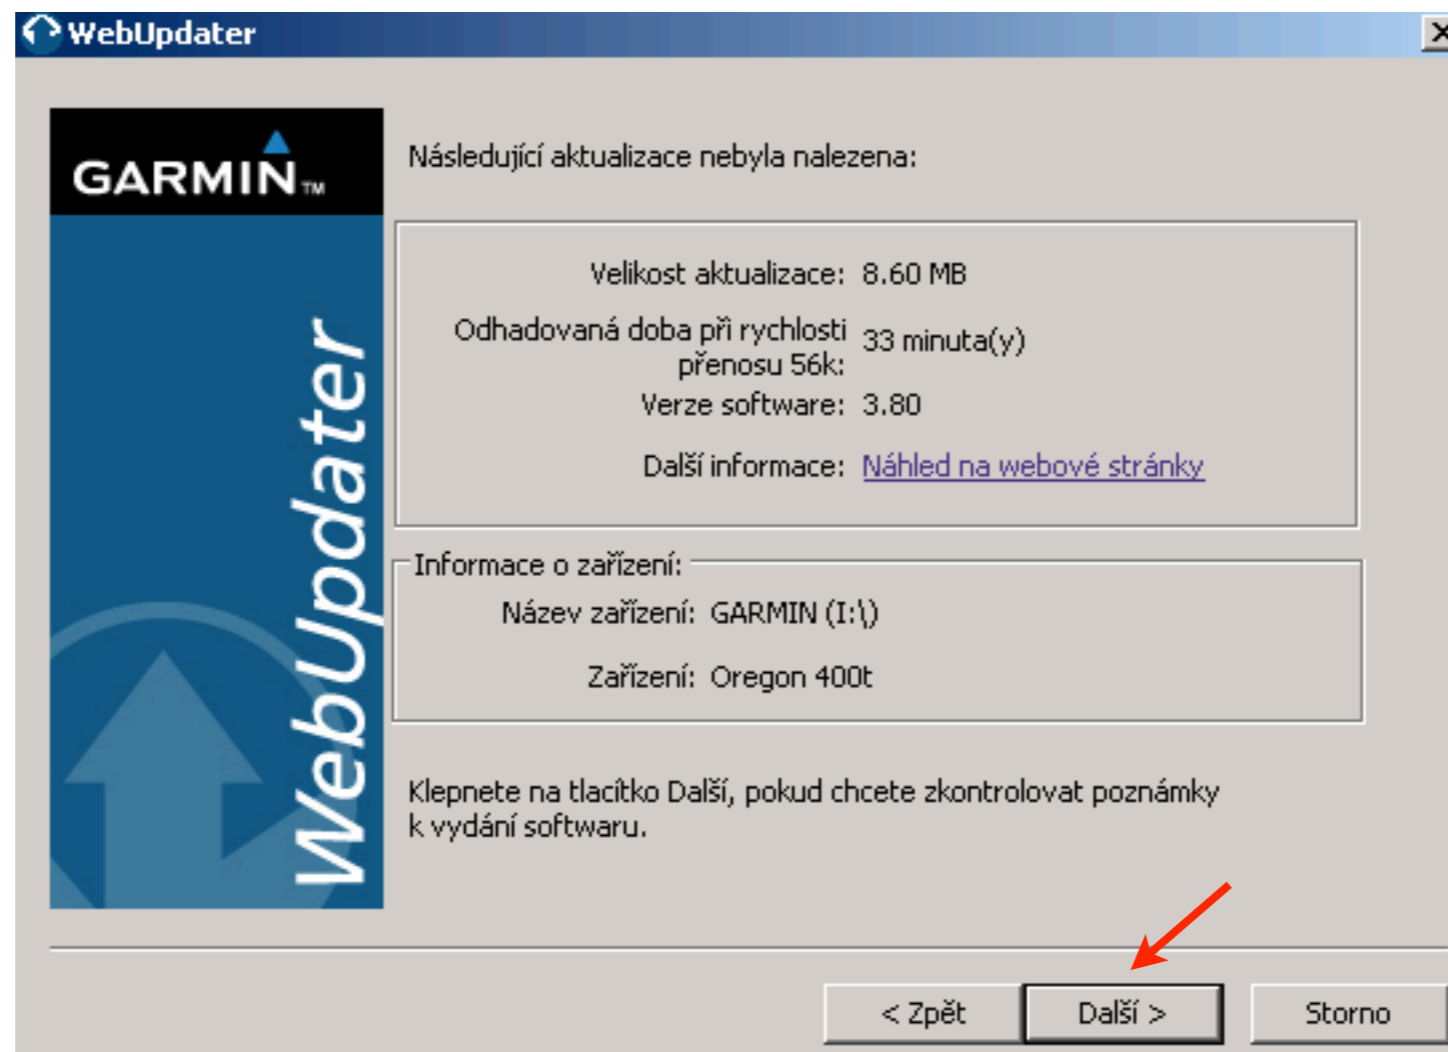 WebUpdater
GARMIN™
WebUpdater
Následující aktualizace nebyla nalezena:
Velikost aktualizace: 8.60 MB
Odhadovaná doba při rychlosti přenosu 56k: 33 minuta(y)
Verze software: 3.80
Další informace: Náhled na webové stránky
Informace o zařízení:
Název zařízení: GARMIN (I:\)
Zařízení: Oregon 400t
Klepnete na tlacítko Další, pokud chcete zkontrolovat poznámky
k vydání softwaru.
< Zpět
Další >
Storno